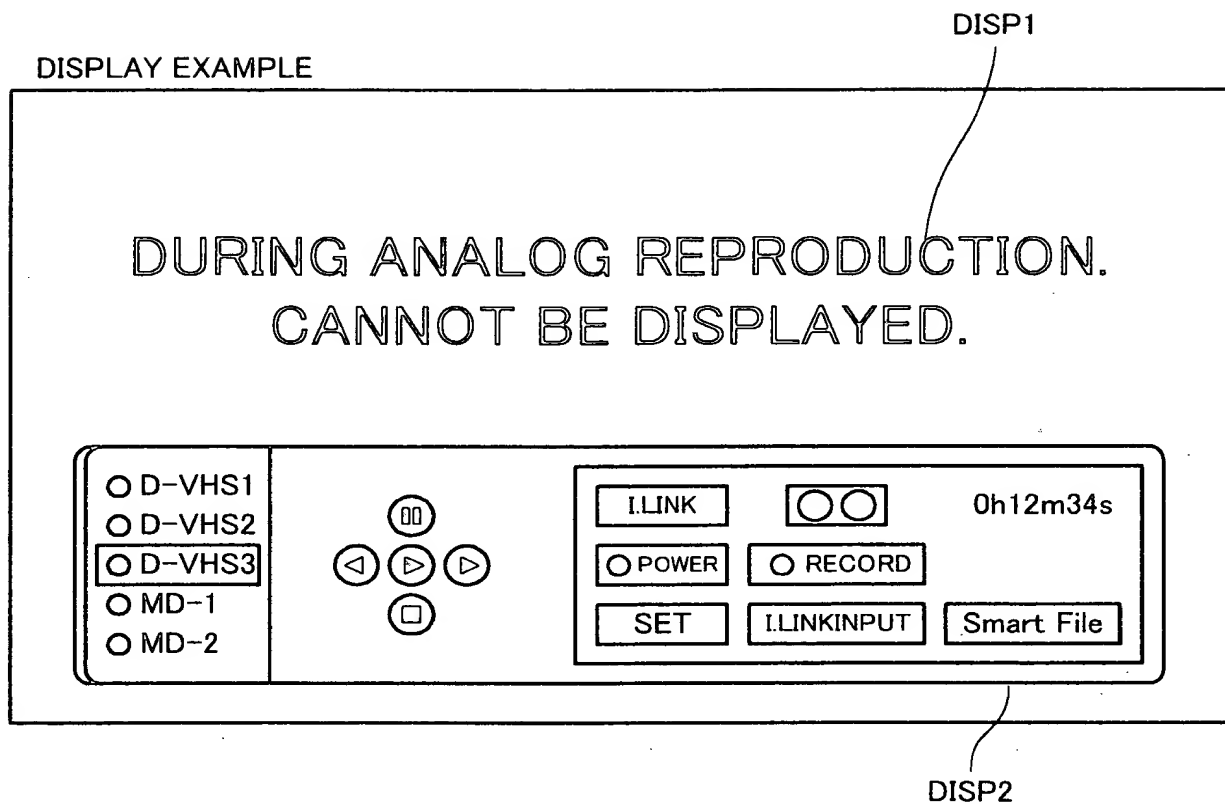 DISP1
DISPLAY EXAMPLE
DURING ANALOG REPRODUCTION.
CANNOT BE DISPLAYED.
D-VHS1
D-VHS2
D-VHS3
MD-1
MD-2
I.LINK
0h12m34s
POWER
RECORD
SET
I.LINKINPUT
Smart File
DISP2